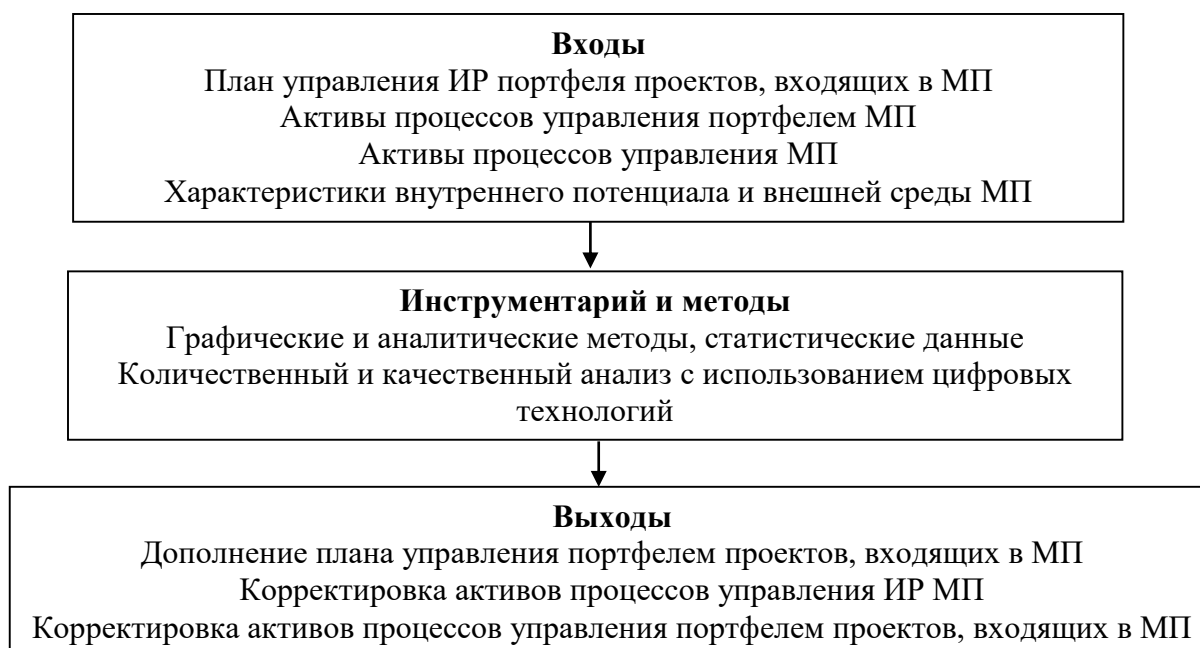 Входы
План управления ИР портфеля проектов, входящих в МП
Активы процессов управления портфелем МП
Активы процессов управления МП
Характеристики внутреннего потенциала и внешней среды МП
Инструментарий и методы
Графические и аналитические методы, статистические данные
Количественный и качественный анализ с использованием цифровых
технологий
Выходы
Дополнение плана управления портфелем проектов, входящих в МП
Корректировка активов процессов управления ИР МП
Корректировка активов процессов управления портфелем проектов, входящих в МП